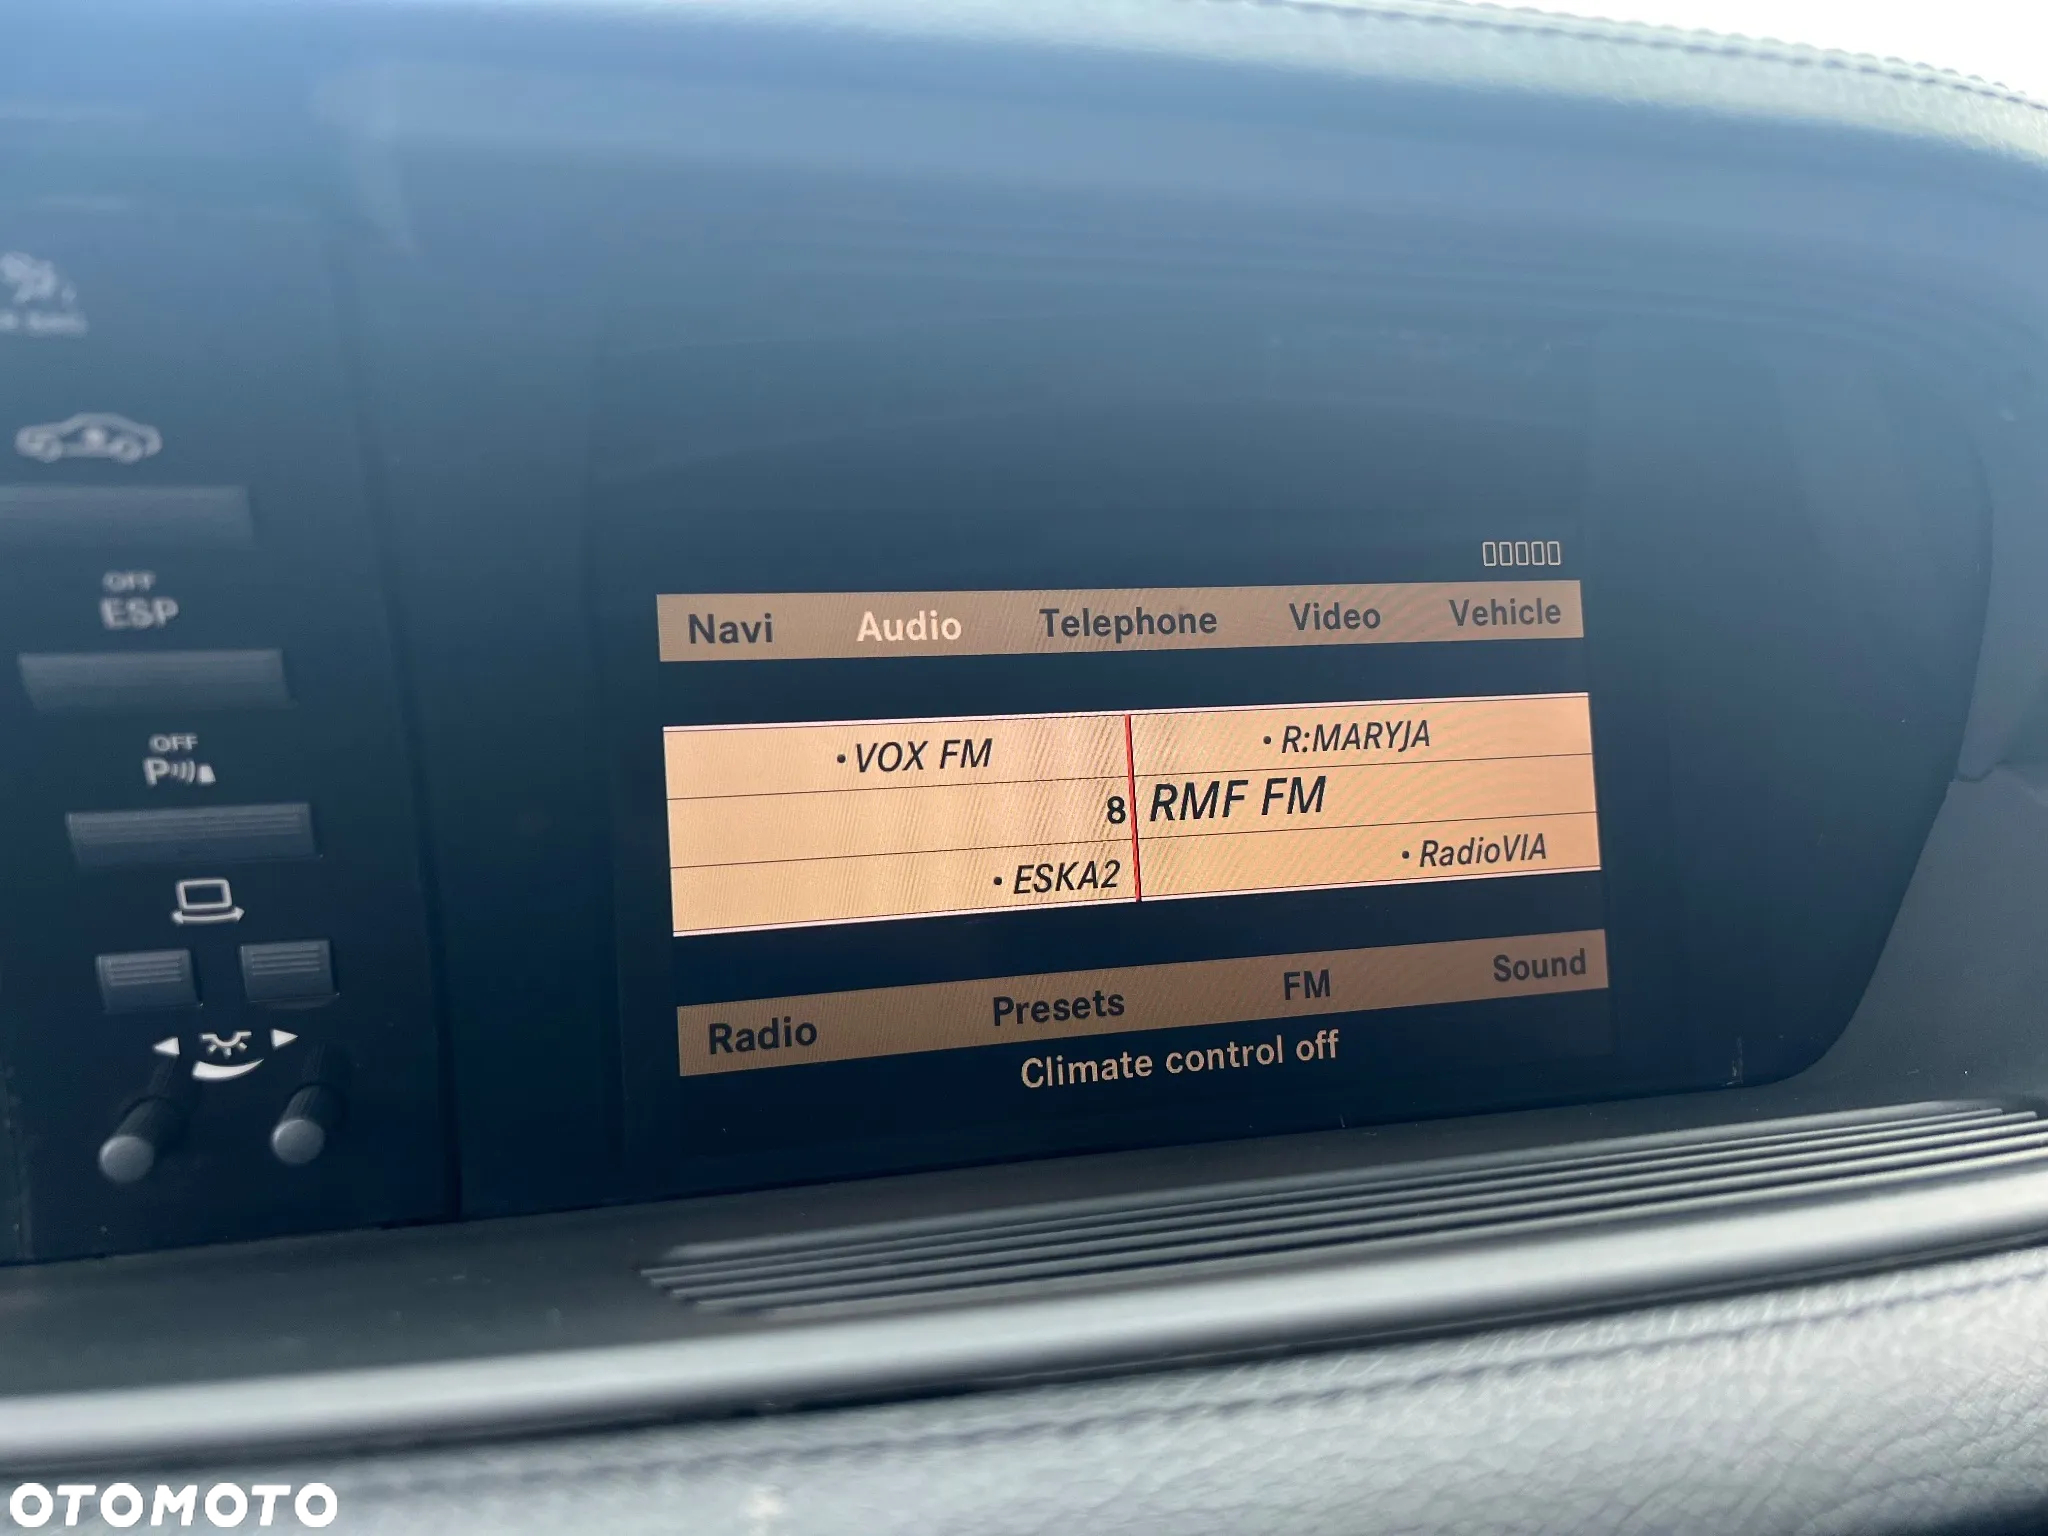 OFF
ESP
OFF
P
Navi Audio Telephone Video Vehicle
•VOX FM •R:MARYJA
8 RMF FM
•ESKA2 •RadioVIA
Radio Presets FM Sound
Climate control off
OTOMOTO